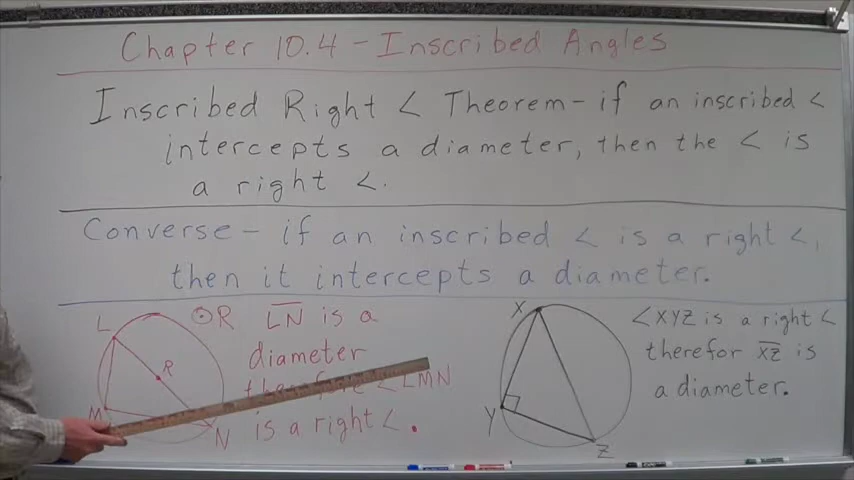 Chapter 10.4 - Inscribed Angles
Inscribed Right < Theorem - if an inscribed <
intercepts a diameter, then the < is
a right <.
Converse - if an inscribed < is a right <,
then it intercepts a diameter.
L
R
M
N
⊙R LN is a
diameter
therefore <LMN
is a right <.
X
Y
Z
<XYZ is a right <
therefor XZ is
a diameter.